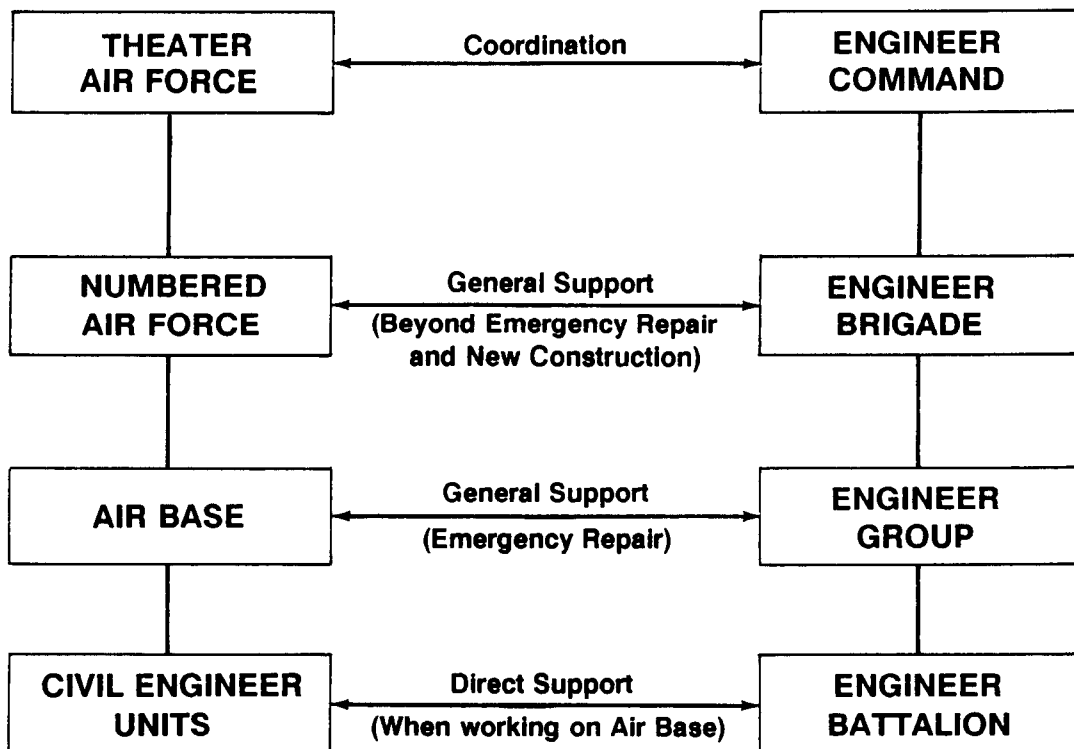 THEATER
AIR FORCE
Coordination
ENGINEER
COMMAND
NUMBERED
AIR FORCE
General Support
(Beyond Emergency Repair
and New Construction)
ENGINEER
BRIGADE
AIR BASE
General Support
(Emergency Repair)
ENGINEER
GROUP
CIVIL ENGINEER
UNITS
Direct Support
(When working on Air Base)
ENGINEER
BATTALION